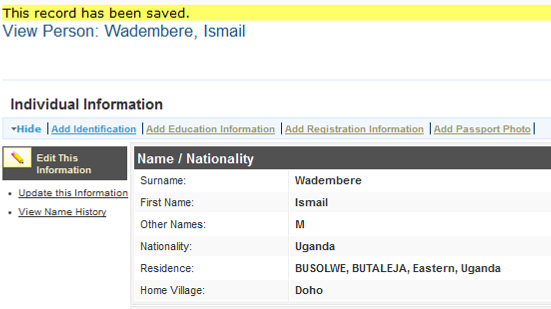 This record has been saved.
View Person: Wadembere, Ismail
Individual Information
Hide | Add Identification | Add Education Information | Add Registration Information | Add Passport Photo |
Edit This
Information
• Update this Information
• View Name History
Name / Nationality
Surname: Wadembere
First Name: Ismail
Other Names: M
Nationality: Uganda
Residence: BUSOLWE, BUTALEJA, Eastern, Uganda
Home Village: Doho